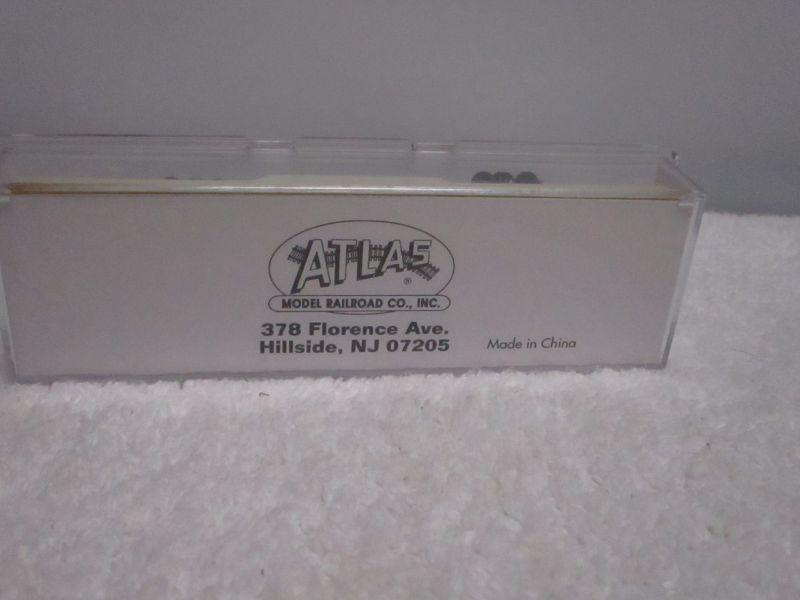 ATLAS
®
MODEL RAILROAD CO., INC.
378 Florence Ave.
Hillside, NJ 07205
Made in China